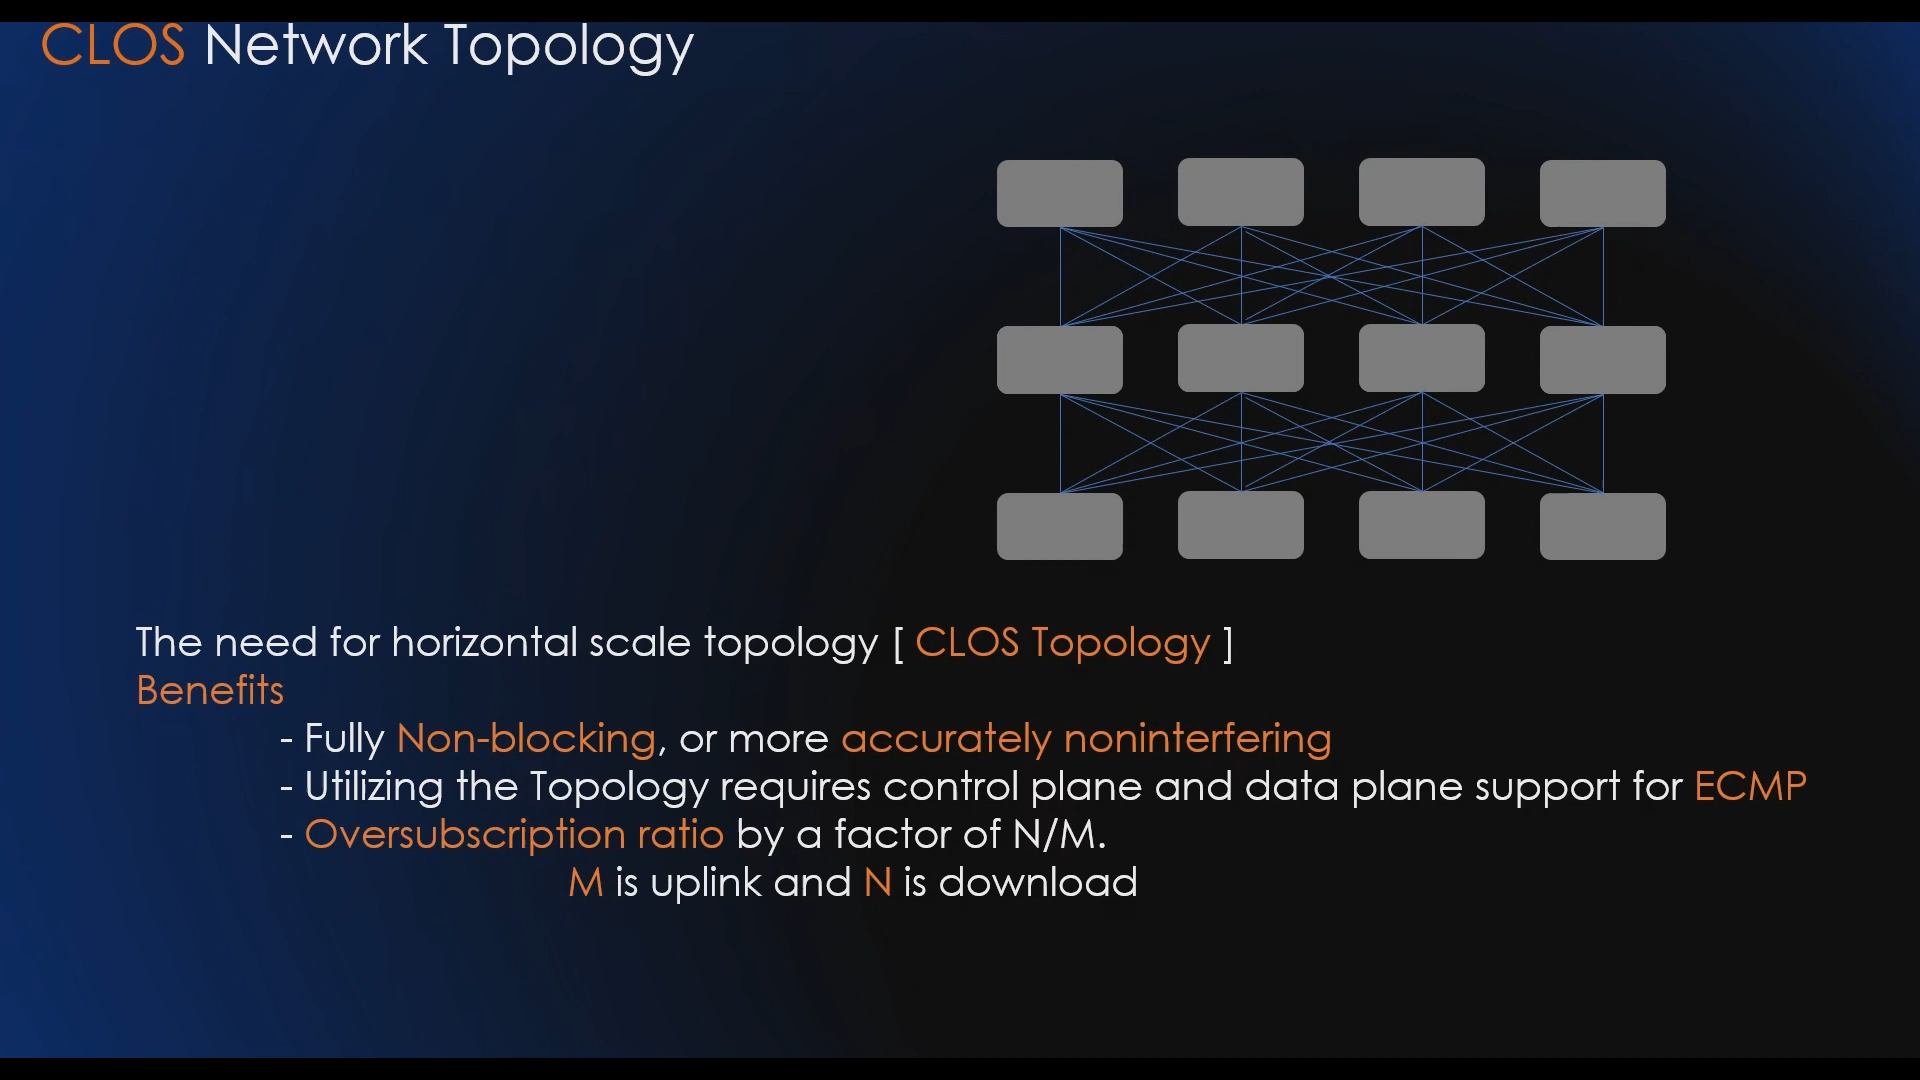 CLOS Network Topology
The need for horizontal scale topology [ CLOS Topology ]
Benefits
- Fully Non-blocking, or more accurately noninterfering
- Utilizing the Topology requires control plane and data plane support for ECMP
- Oversubscription ratio by a factor of N/M.
M is uplink and N is download